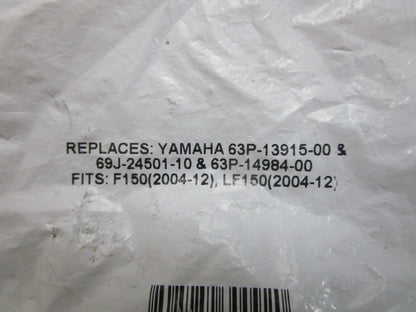 REPLACES: YAMAHA 63P-13915-00 &
69J-24501-10 & 63P-14984-00
FITS: F150(2004-12), LF150(2004-12)